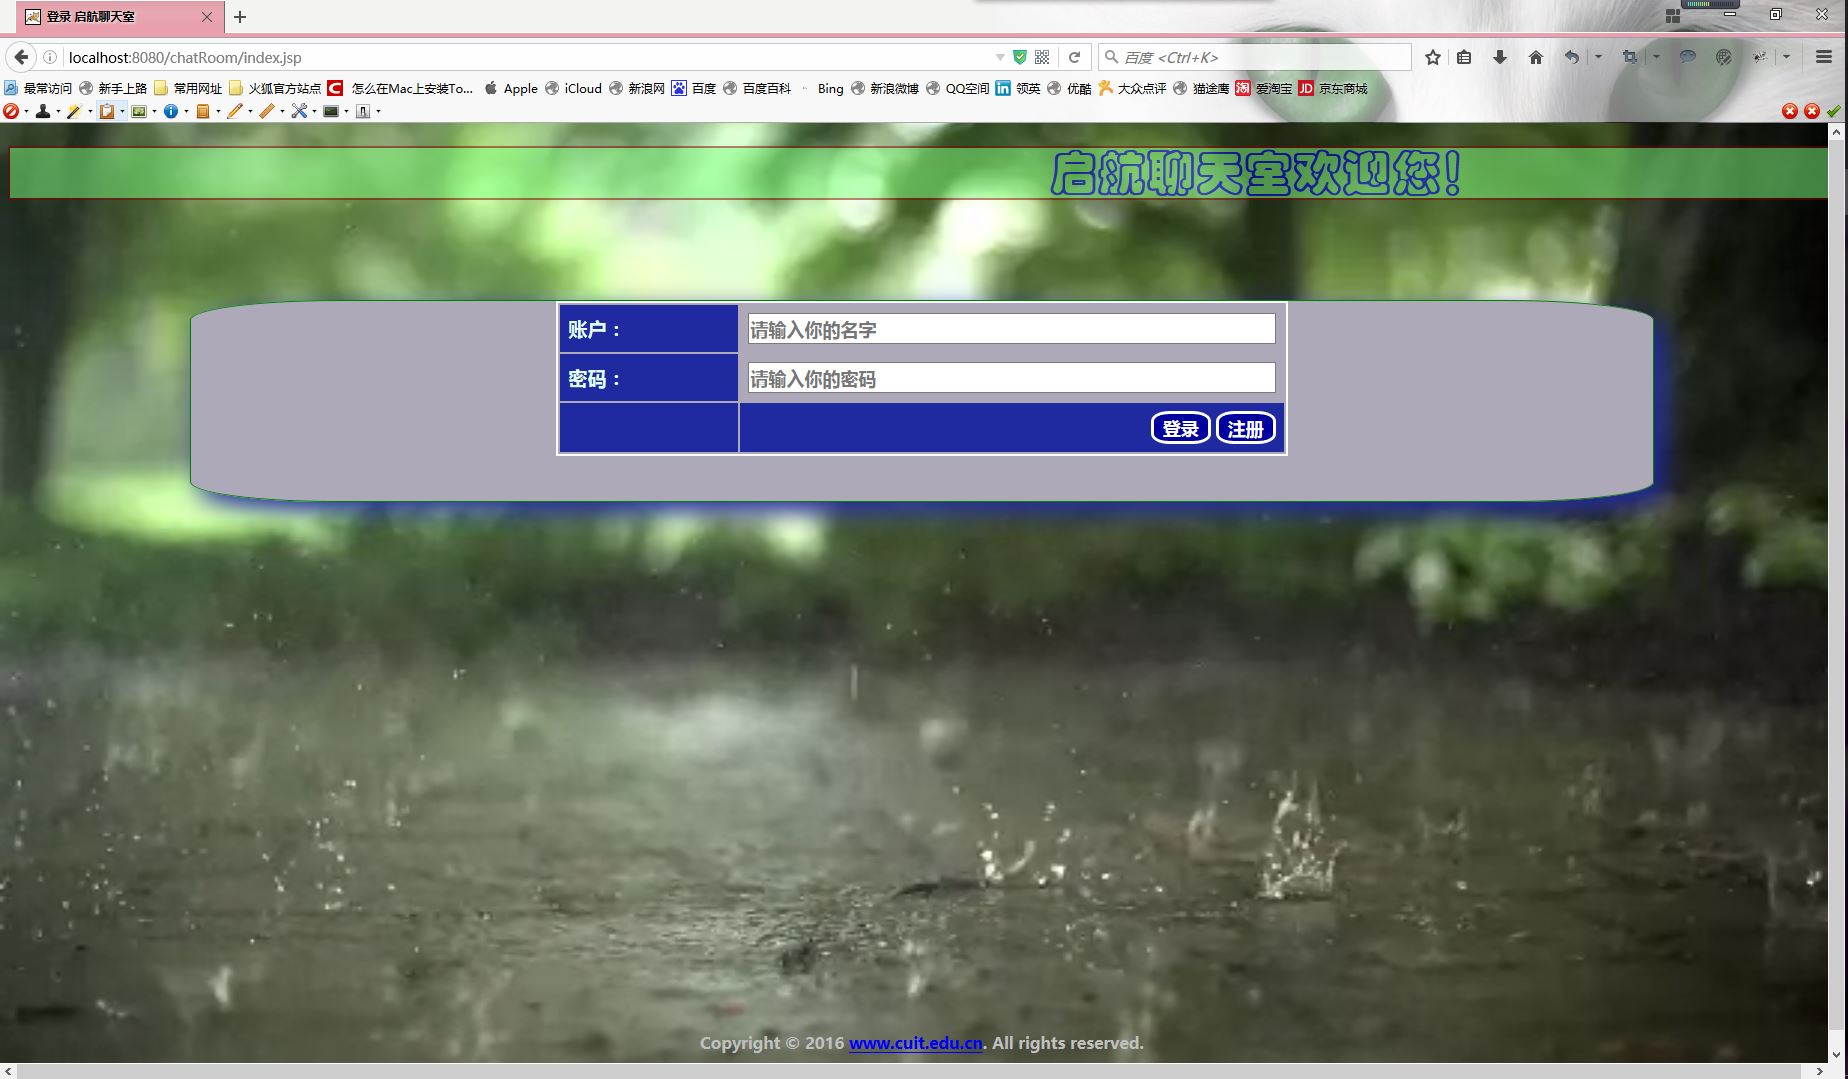 登录 启航聊天室
localhost:8080/chatRoom/index.jsp
百度 <Ctrl+K>
最常访问 新手上路 常用网址 火狐官方站点 怎么在Mac上安装To... Apple iCloud 新浪网 百度 百度百科 Bing 新浪微博 QQ空间 领英 优酷 大众点评 猫途鹰 爱淘宝 京东商城
启航聊天室欢迎您!
账户： 请输入你的名字
密码： 请输入你的密码
登录 注册
Copyright © 2016 www.cuit.edu.cn. All rights reserved.